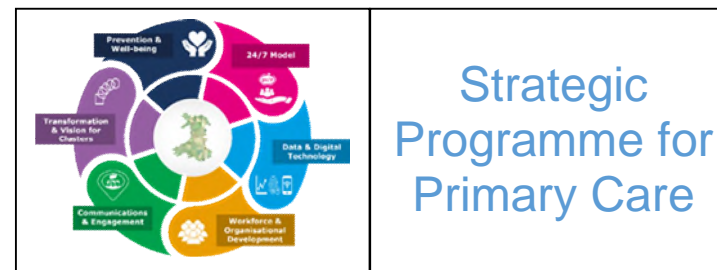 Prevention &
Well-being
24/7 Model
Transformation
& Vision for
Clusters
Data & Digital
Technology
Communications
& Engagement
Workforce &
Organisational
Development
Strategic
Programme for
Primary Care